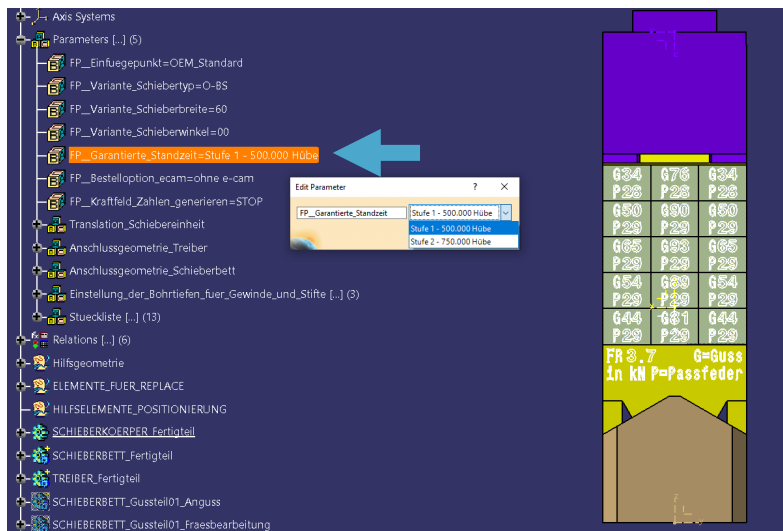 Axis Systems
Parameters [...] (5)
FP__Einfuegepunkt=OEM_Standard
FP__Variante_Schiebertyp=O-BS
FP__Variante_Schieberbreite=60
FP__Variante_Schieberwinkel=00
FP__Garantierte_Standzeit=Stufe 1 - 500.000 Hübe
FP__Bestelloption_ecam=ohne e-cam
FP__Kraftfeld_Zahlen_generieren=STOP
Translation_Schiebereinheit
Anschlussgeometrie_Treiber
Anschlussgeometrie_Schieberbett
Einstellung_der_Bohrtiefen_fuer_Gewinde_und_Stifte [...] (3)
Stueckliste [...] (13)
Relations [...] (6)
Hilfsgeometrie
ELEMENTE_FUER_REPLACE
HILFSELEMENTE_POSITIONIERUNG
SCHIEBERKOERPER_Fertigteil
SCHIEBERBETT_Fertigteil
TREIBER_Fertigteil
SCHIEBERBETT_Gussteil01_Anguss
SCHIEBERBETT_Gussteil01_Fraesbearbeitung
Edit Parameter ? X
FP__Garantierte_Standzeit Stufe 1 - 500.000 Hübe
Stufe 1 - 500.000 Hübe
Stufe 2 - 750.000 Hübe
G34 G76 G34
P28 P28 P28
G50 G90 G50
P29 P29 P29
G65 G93 G65
P29 P29 P29
G54 G89 G54
P29 P29 P29
G44 G81 G44
P29 P29 P29
FR 3.7 G=Guss
in kN P=Passfeder